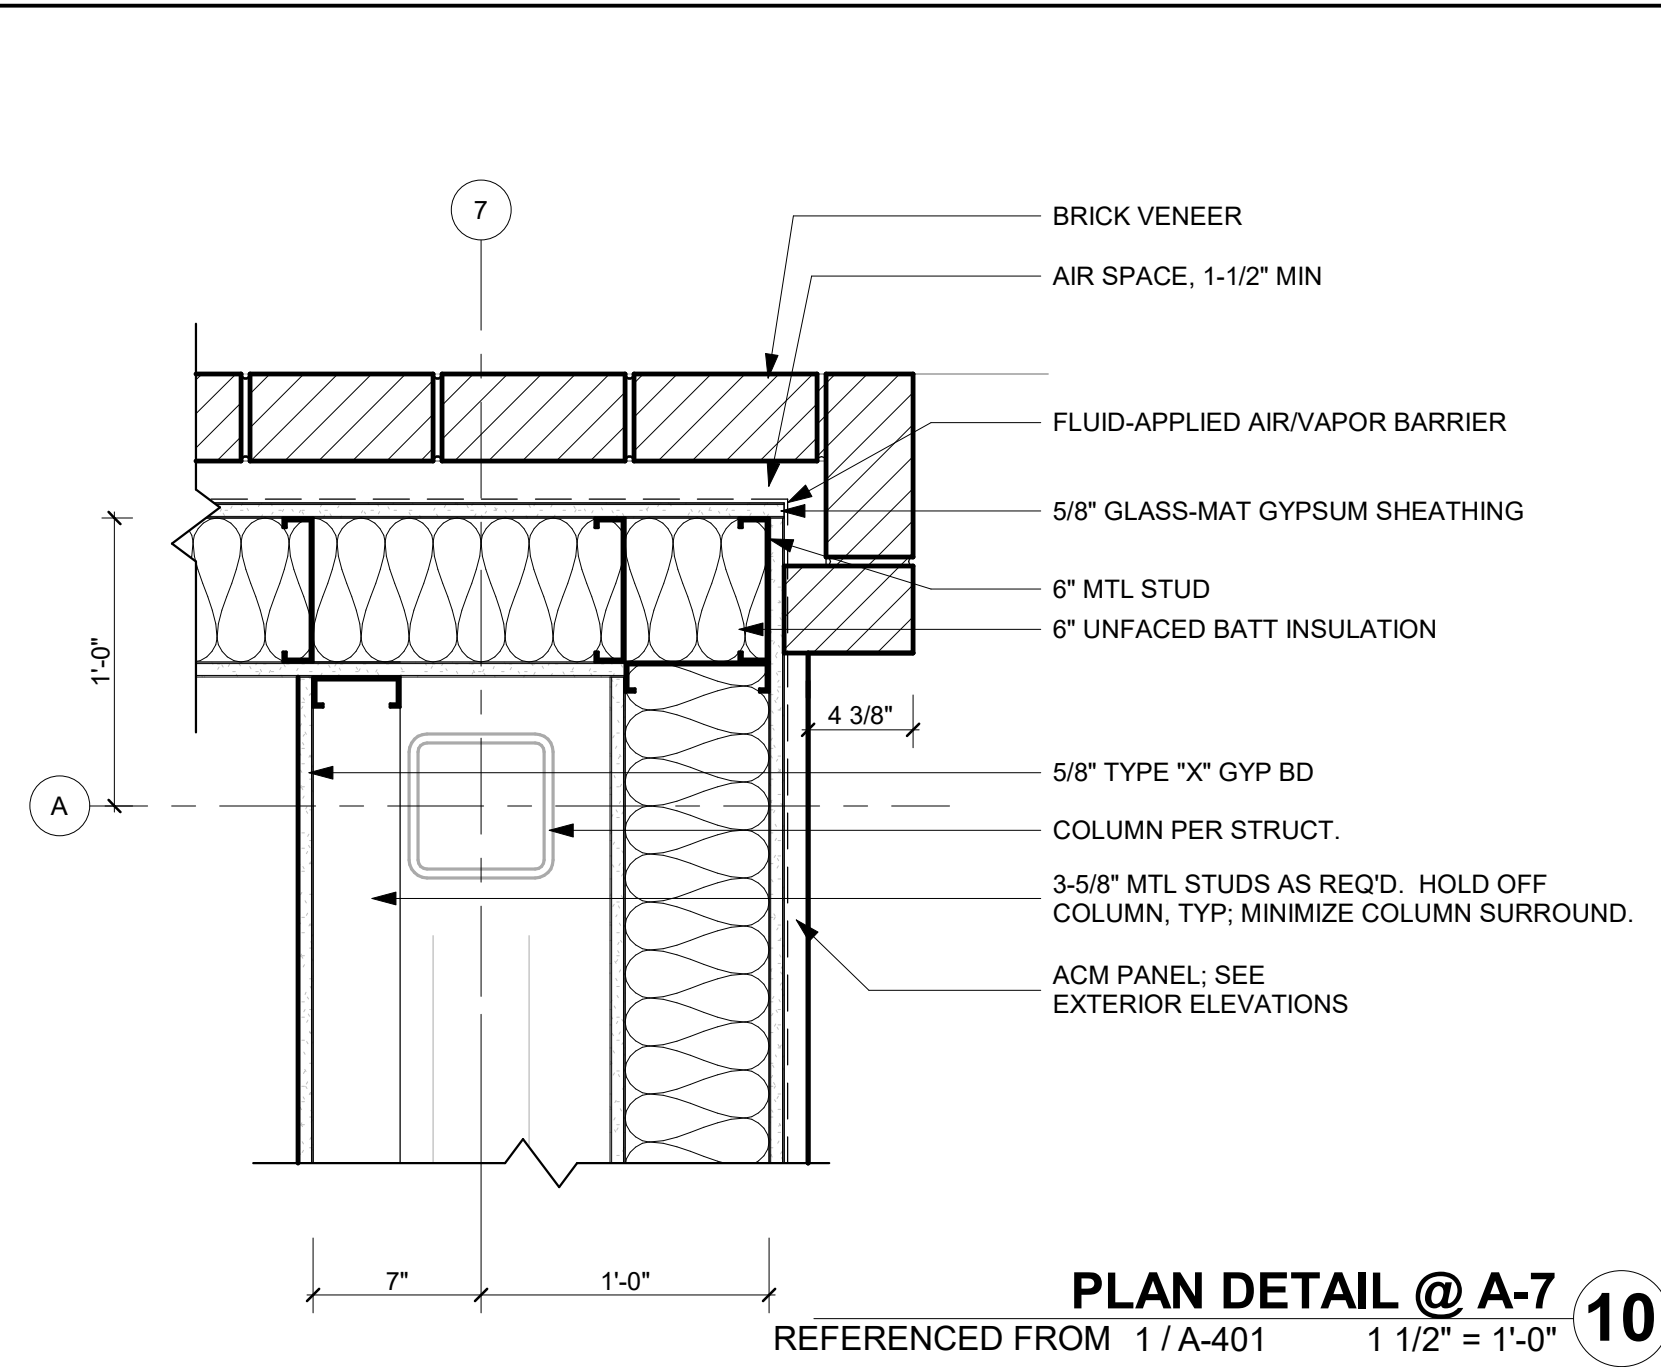 7
BRICK VENEER
AIR SPACE, 1-1/2" MIN
FLUID-APPLIED AIR/VAPOR BARRIER
5/8" GLASS-MAT GYPSUM SHEATHING
6" MTL STUD
6" UNFACED BATT INSULATION
1'-0"
4 3/8"
5/8" TYPE "X" GYP BD
A
COLUMN PER STRUCT.
3-5/8" MTL STUDS AS REQ'D. HOLD OFF
COLUMN, TYP; MINIMIZE COLUMN SURROUND.
ACM PANEL; SEE
EXTERIOR ELEVATIONS
7"
1'-0"
PLAN DETAIL @ A-7
10
REFERENCED FROM 1 / A-401
1 1/2" = 1'-0"